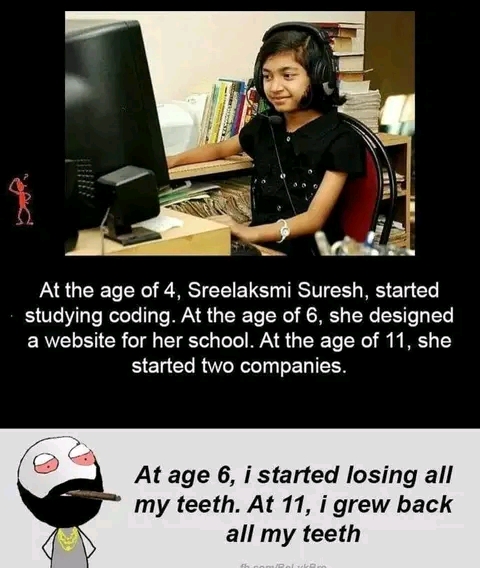 At the age of 4, Sreelaksmi Suresh, started
studying coding. At the age of 6, she designed
a website for her school. At the age of 11, she
started two companies.
At age 6, i started losing all
my teeth. At 11, i grew back
all my teeth